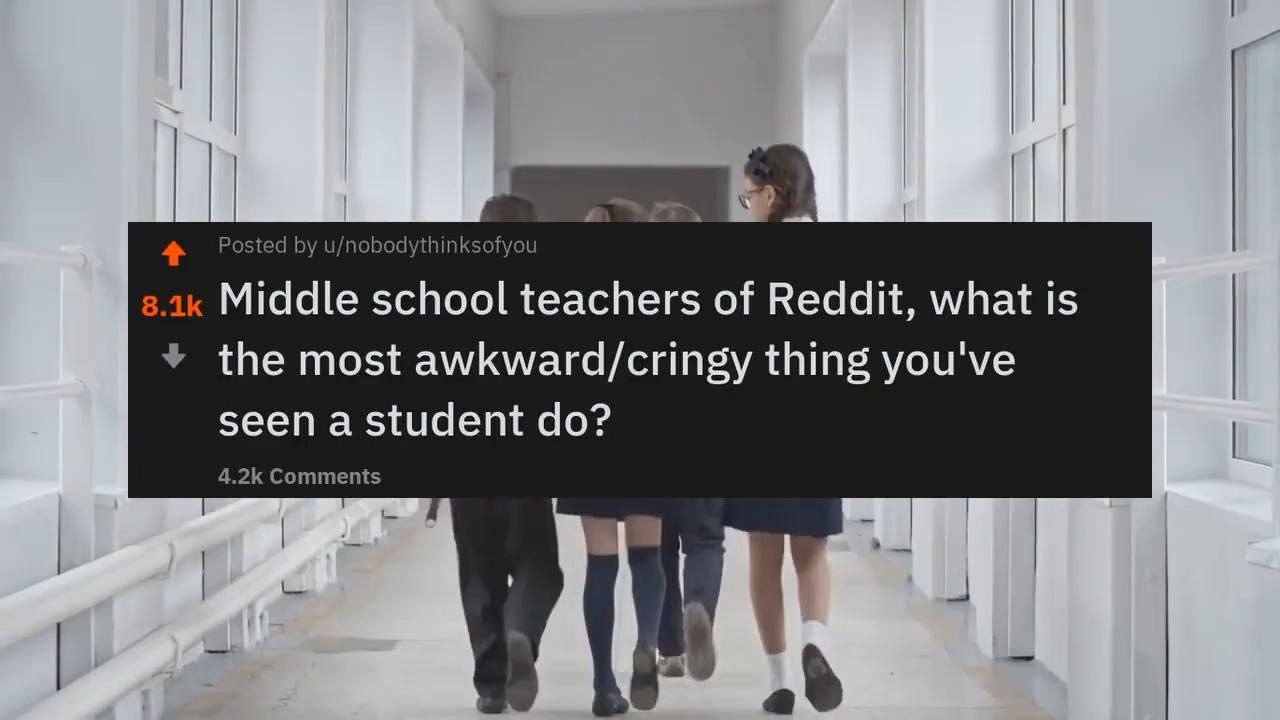 Posted by u/nobodythinksofyou
8.1k
Middle school teachers of Reddit, what is
the most awkward/cringy thing you've
seen a student do?
4.2k Comments